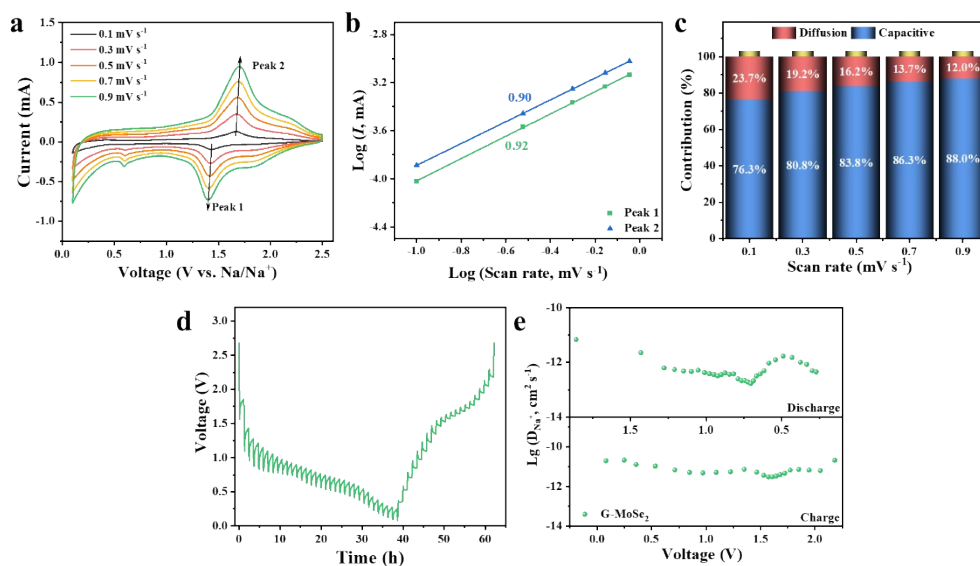 a
0.1 mV s⁻¹
0.3 mV s⁻¹
0.5 mV s⁻¹
0.7 mV s⁻¹
0.9 mV s⁻¹
Peak 2
Peak 1
1.0
0.5
0.0
-0.5
-1.0
Current (mA)
0.0 0.5 1.0 1.5 2.0 2.5
Voltage (V vs. Na/Na⁺)
b
-2.8
-3.2
-3.6
-4.0
-4.4
Log (I, mA)
0.90
0.92
Peak 1
Peak 2
-1.0 -0.8 -0.6 -0.4 -0.2 0.0
Log (Scan rate, mV s⁻¹)
c
Diffusion Capacitive
100
80
60
40
20
0
Contribution (%)
23.7% 19.2% 16.2% 13.7% 12.0%
76.3% 80.8% 83.8% 86.3% 88.0%
0.1 0.3 0.5 0.7 0.9
Scan rate (mV s⁻¹)
d
3.0
2.5
2.0
1.5
1.0
0.5
0.0
Voltage (V)
0 10 20 30 40 50 60
Time (h)
e
-10
-12
-14
Discharge
1.5 1.0 0.5
Lg (D_Na⁺, cm² s⁻¹)
-10
-12
-14
G-MoSe₂
Charge
0.0 0.5 1.0 1.5 2.0
Voltage (V)